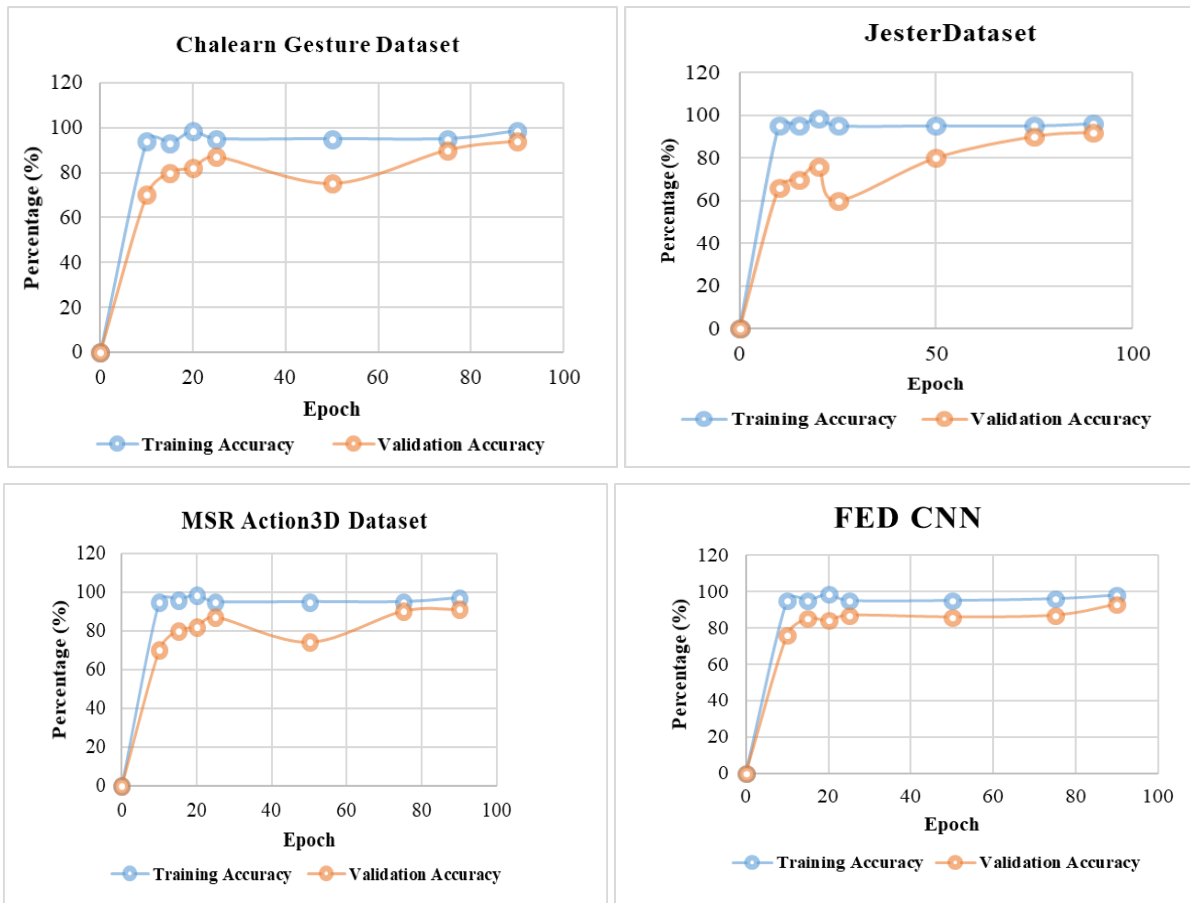 Chalearn Gesture Dataset
Percentage (%)
120
100
80
60
40
20
0
0 20 40 60 80 100
Epoch
Training Accuracy Validation Accuracy
JesterDataset
Percentage (%)
120
100
80
60
40
20
0
0 50 100
Epoch
Training Accuracy Validation Accuracy
MSR Action3D Dataset
Percentage (%)
120
100
80
60
40
20
0
0 20 40 60 80 100
Epoch
Training Accuracy Validation Accuracy
FED CNN
Percentage (%)
120
100
80
60
40
20
0
0 20 40 60 80 100
Epoch
Training Accuracy Validation Accuracy